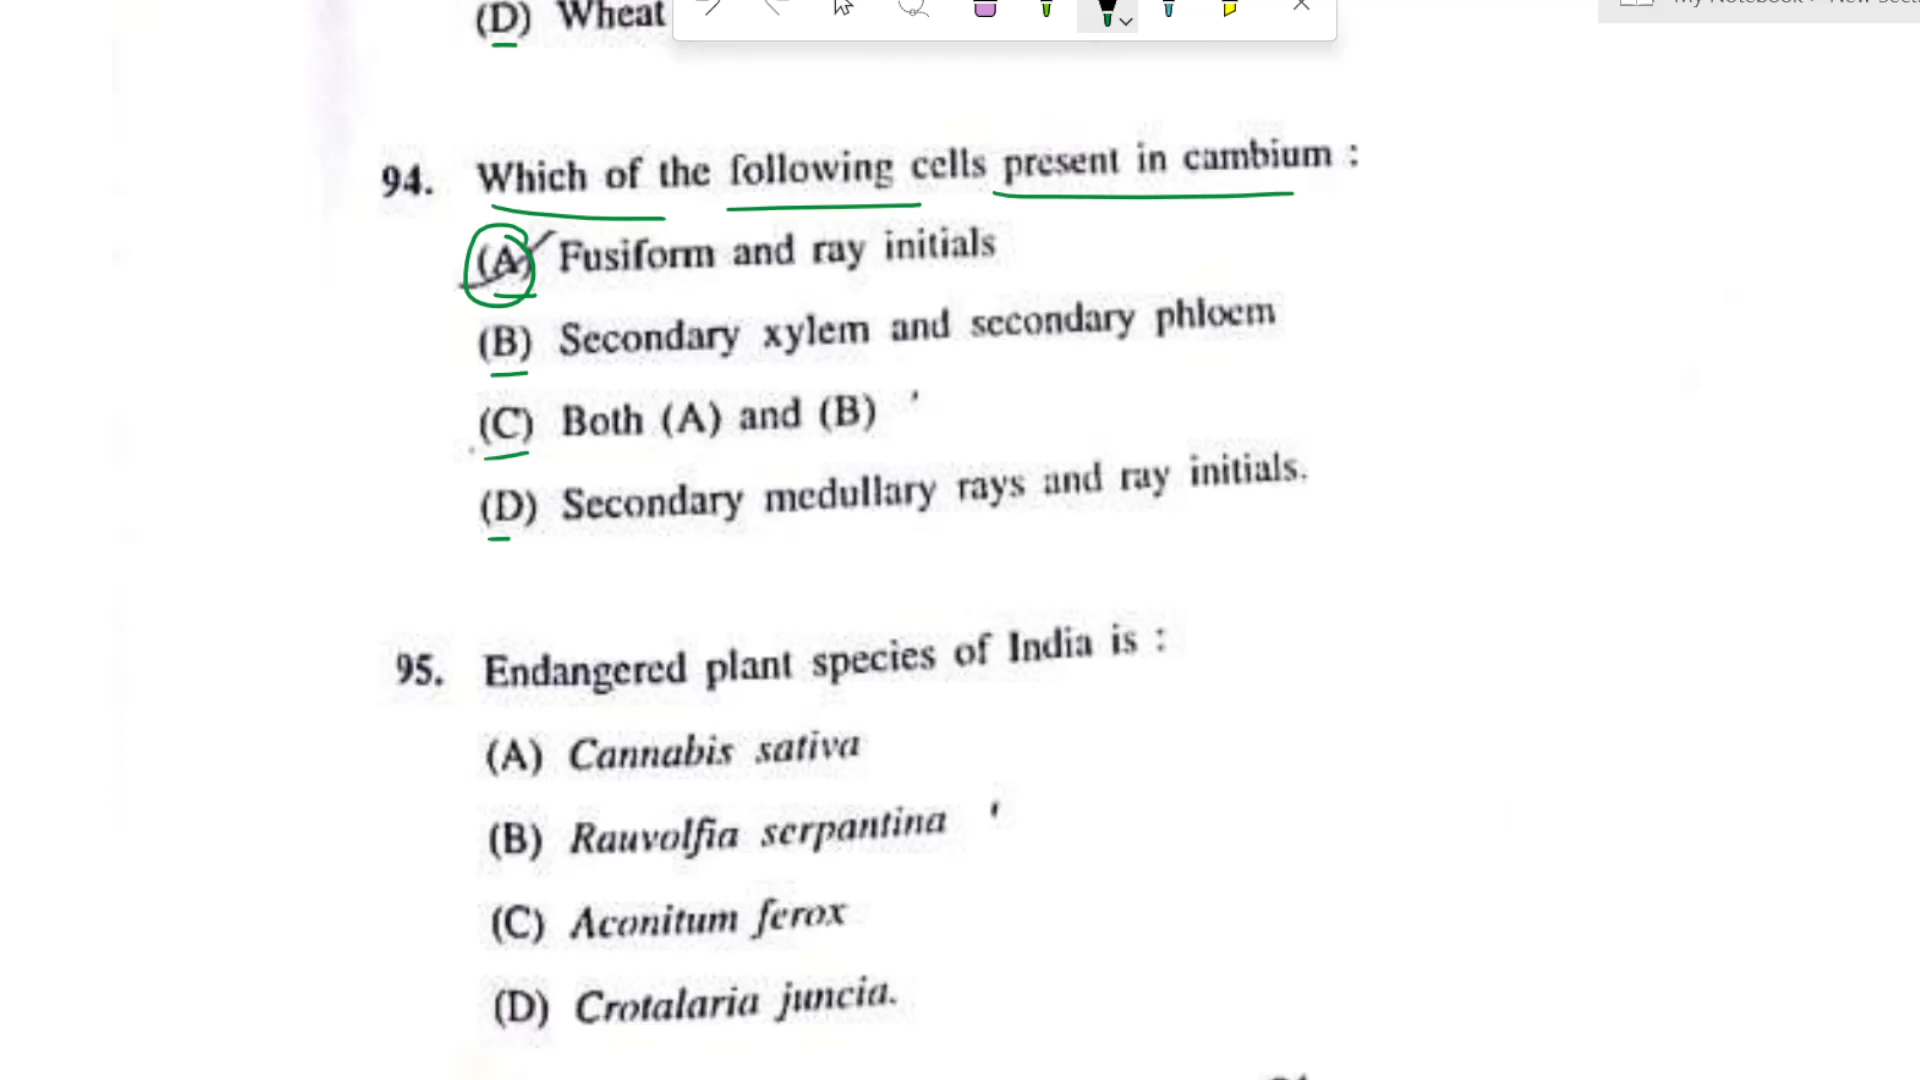 (D) Wheat
94. Which of the following cells present in cambium :
(A) Fusiform and ray initials
(B) Secondary xylem and secondary phloem
(C) Both (A) and (B)
(D) Secondary medullary rays and ray initials.
95. Endangered plant species of India is :
(A) Cannabis sativa
(B) Rauvolfia serpantina
(C) Aconitum ferox
(D) Crotalaria juncia.